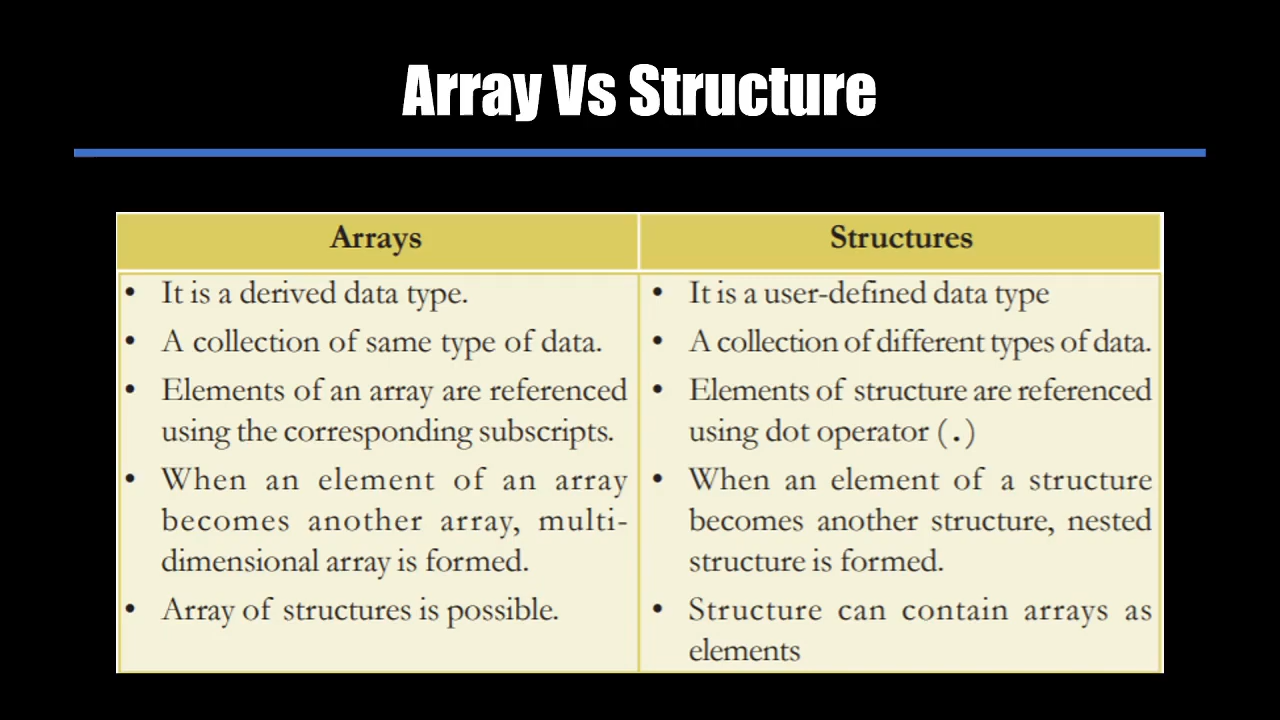 Array Vs Structure
Arrays
• It is a derived data type.
• A collection of same type of data.
• Elements of an array are referenced
using the corresponding subscripts.
• When an element of an array
becomes another array, multi-
dimensional array is formed.
• Array of structures is possible.
Structures
• It is a user-defined data type
• A collection of different types of data.
• Elements of structure are referenced
using dot operator (.)
• When an element of a structure
becomes another structure, nested
structure is formed.
• Structure can contain arrays as
elements